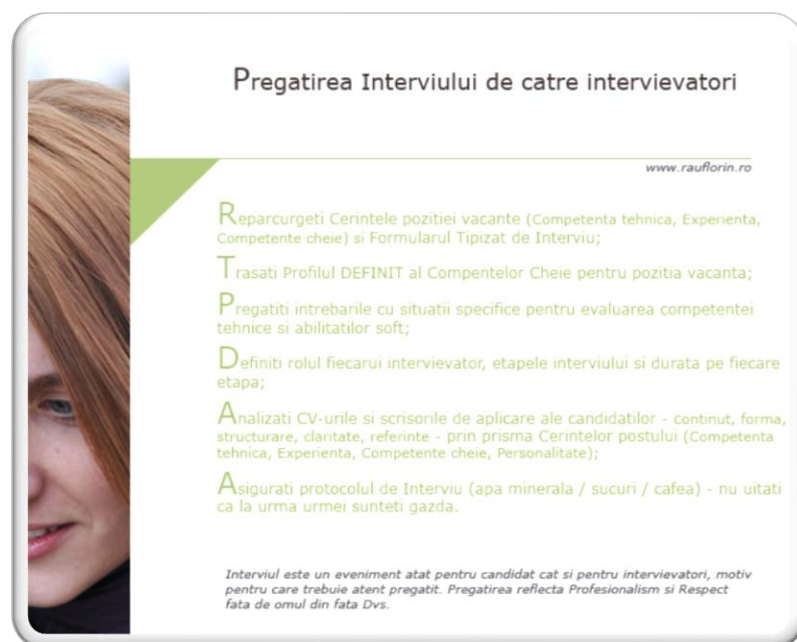 Pregatirea Interviului de catre intervievatori
www.rauflorin.ro
Reparcurgeti Cerintele pozitiei vacante (Competenta tehnica, Experienta,
Competente cheie) si Formularul Tipizat de Interviu;
Trasati Profilul DEFINIT al Compentelor Cheie pentru pozitia vacanta;
Pregatiti intrebarile cu situatii specifice pentru evaluarea competentei
tehnice si abilitatilor soft;
Definiti rolul fiecarui intervievator, etapele interviului si durata pe fiecare
etapa;
Analizati CV-urile si scrisorile de aplicare ale candidatilor - continut, forma,
structurare, claritate, referinte - prin prisma Cerintelor postului (Competenta
tehnica, Experienta, Competente cheie, Personalitate);
Asigurati protocolul de Interviu (apa minerala / sucuri / cafea) - nu uitati
ca la urma urmei sunteti gazda.
Interviul este un eveniment atat pentru candidat cat si pentru intervievatori, motiv
pentru care trebuie atent pregatit. Pregatirea reflecta Profesionalism si Respect
fata de omul din fata Dvs.